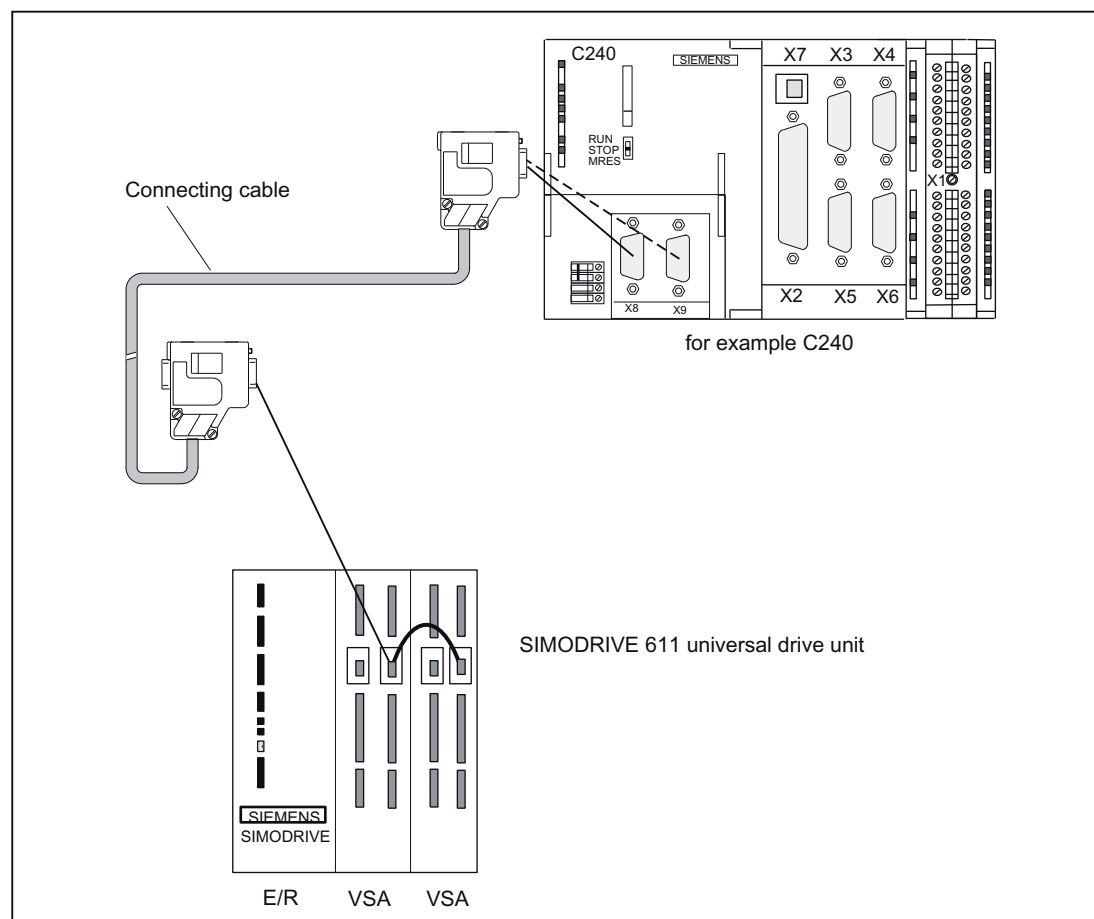 C240
SIEMENS
X7 X3 X4
RUN
STOP
MRES
X1
Connecting cable
X8 X9
X2 X5 X6
for example C240
SIMODRIVE 611 universal drive unit
SIEMENS
SIMODRIVE
E/R VSA VSA